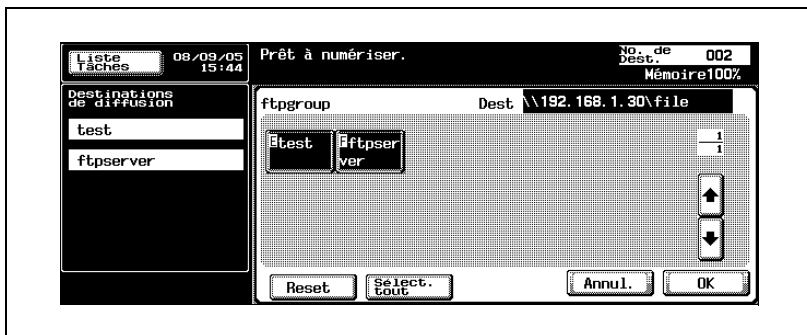 Liste
Tâches
08/09/05
15:44
Prêt à numériser.
No. de
Dest.
002
Mémoire100%
Destinations
de diffusion
test
ftpserver
ftpgroup
Dest
\\192.168.1.30\file
test
ftpser
ver
1
1
Reset
Sélect.
tout
Annul.
OK